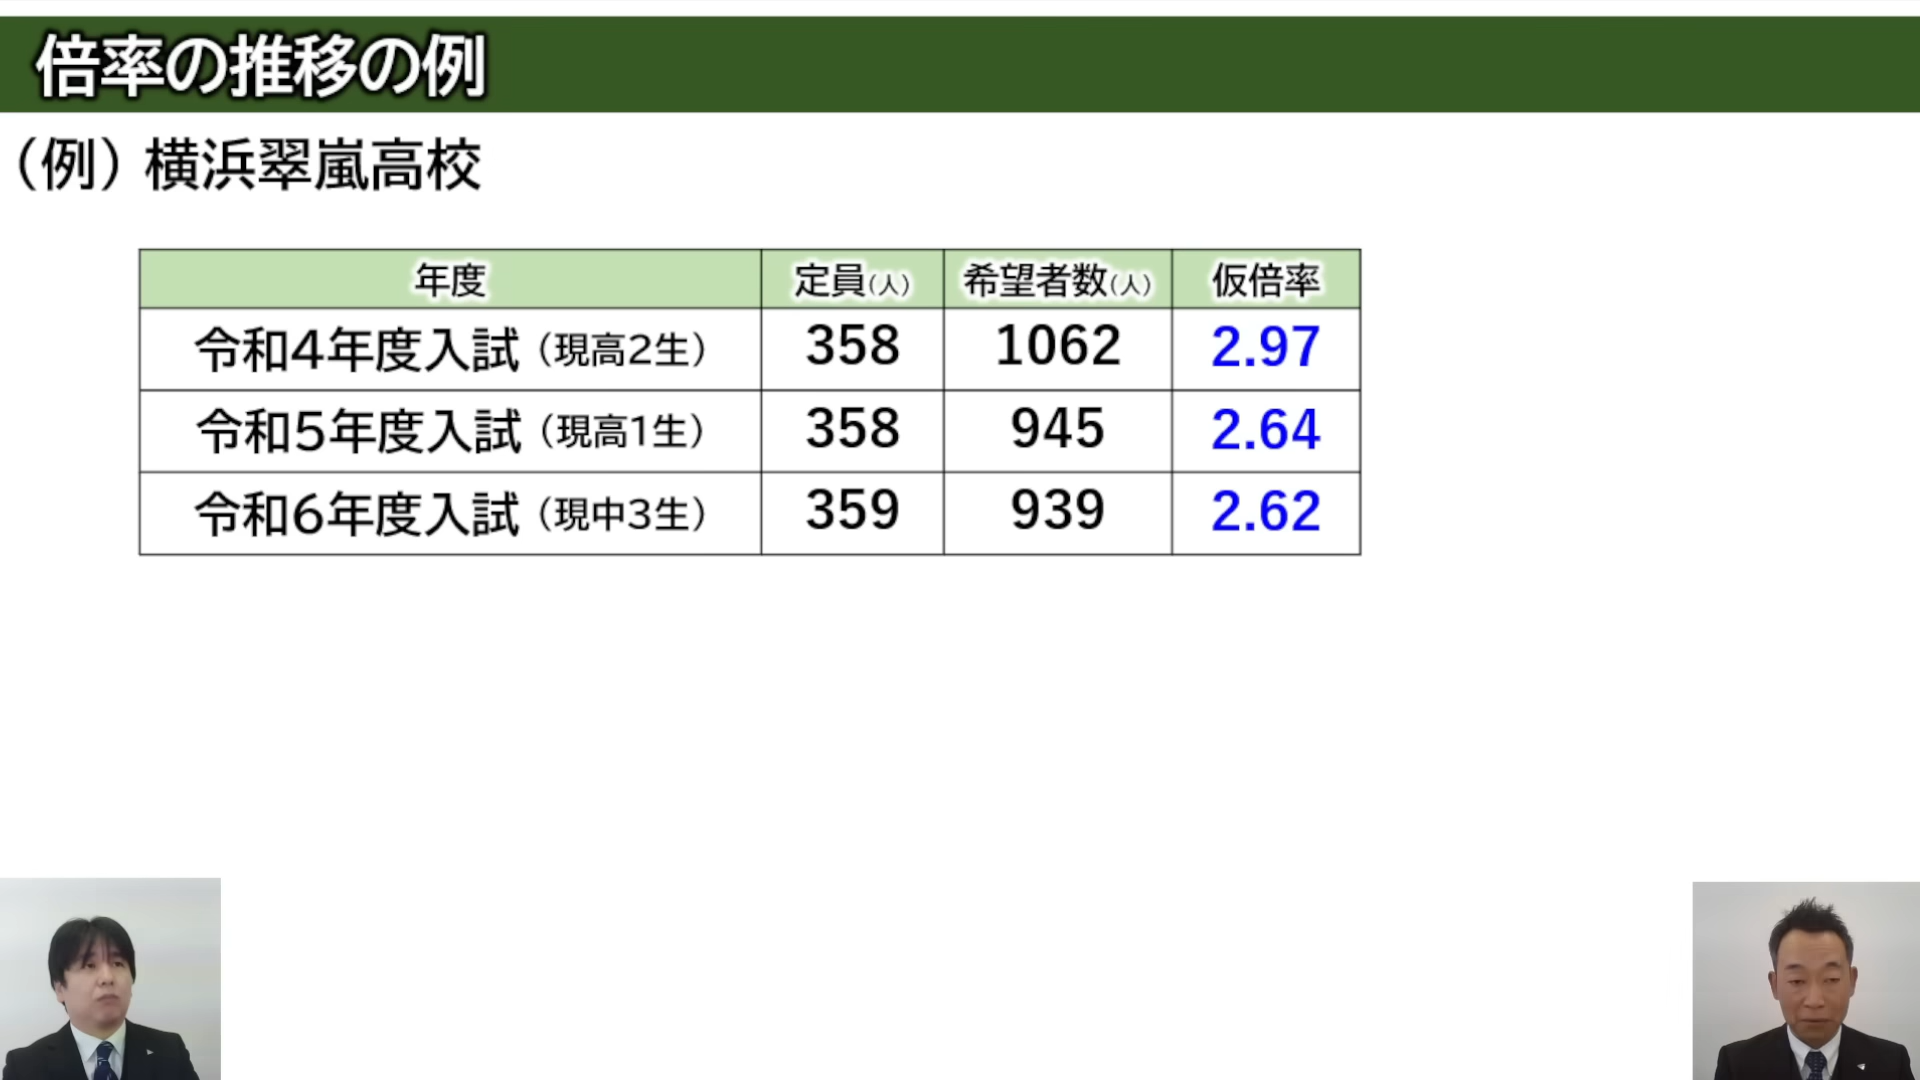 倍率の推移の例
（例）横浜翠嵐高校
年度 定員(人) 希望者数(人) 仮倍率
令和4年度入試（現高2生） 358 1062 2.97
令和5年度入試（現高1生） 358 945 2.64
令和6年度入試（現中3生） 359 939 2.62